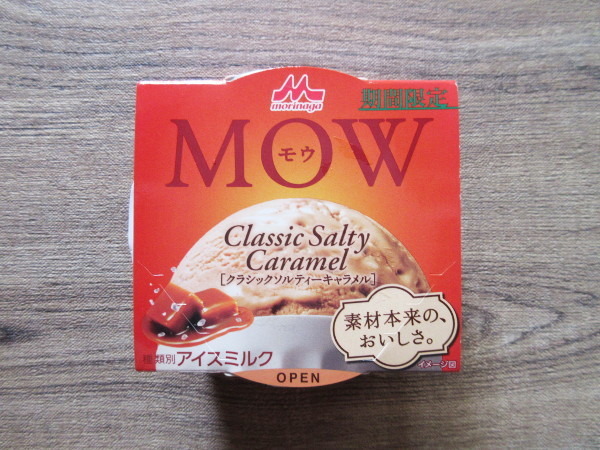 morinaga
期間限定
MOW
モウ
Classic Salty
Caramel
[クラシックソルティーキャラメル]
素材本来の、
おいしさ。
種類別アイスミルク
イメージ図
OPEN